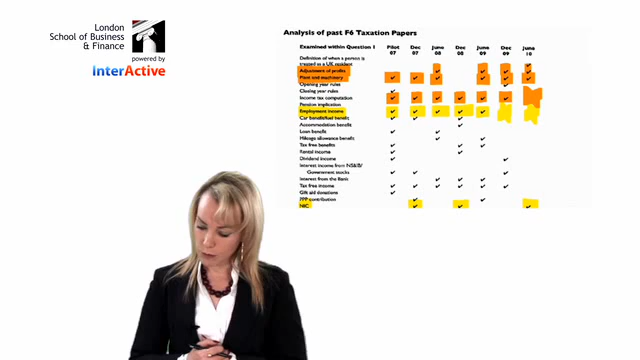 London
School of Business
& Finance
powered by
InterActive
Analysis of past F6 Taxation Papers
Examined within Question 1 Pilot 07 Dec 07 June 08 Dec 08 June 09 Dec 09 June 10
Definition of when a person
is treated as a UK resident ✓
Adjustment of profits ✓ ✓ ✓ ✓
Plant and machinery ✓ ✓ ✓ ✓ ✓ ✓
Opening year rules
Closing year rules ✓
Income tax computation ✓ ✓ ✓ ✓ ✓ ✓
Pension implication
Employment income ✓ ✓ ✓ ✓ ✓
Car benefit/fuel benefit ✓ ✓ ✓
Accommodation benefit ✓
Loan benefit ✓ ✓
Mileage allowance benefit ✓ ✓
Tax free benefits ✓ ✓ ✓
Rental income ✓ ✓
Dividend income ✓ ✓
Interest income from NS&IB/
Government stocks ✓ ✓
Interest from the Bank ✓ ✓ ✓ ✓ ✓ ✓
Tax free income ✓ ✓ ✓ ✓ ✓ ✓
Gift aid donations ✓
PPP contribution ✓ ✓
NIC ✓ ✓ ✓